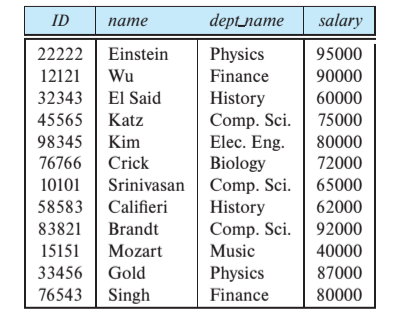 ID name dept_name salary
22222 Einstein Physics 95000
12121 Wu Finance 90000
32343 El Said History 60000
45565 Katz Comp. Sci. 75000
98345 Kim Elec. Eng. 80000
76766 Crick Biology 72000
10101 Srinivasan Comp. Sci. 65000
58583 Califieri History 62000
83821 Brandt Comp. Sci. 92000
15151 Mozart Music 40000
33456 Gold Physics 87000
76543 Singh Finance 80000